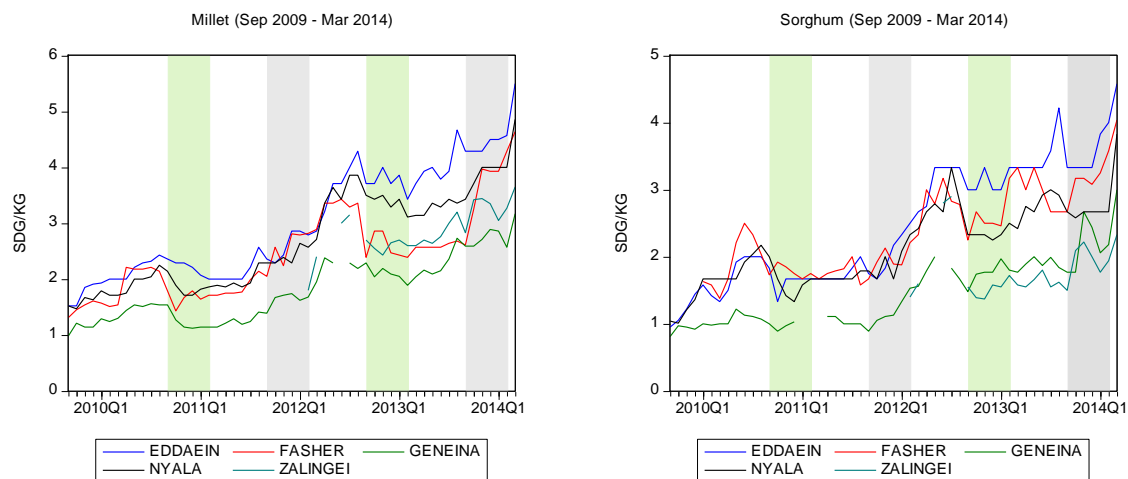 Millet (Sep 2009 - Mar 2014)
6
5
4
3
2
1
0
SDG/KG
2010Q1 2011Q1 2012Q1 2013Q1 2014Q1
EDDAEIN FASHER GENEINA
NYALA ZALINGEI
Sorghum (Sep 2009 - Mar 2014)
5
4
3
2
1
0
SDG/KG
2010Q1 2011Q1 2012Q1 2013Q1 2014Q1
EDDAEIN FASHER GENEINA
NYALA ZALINGEI